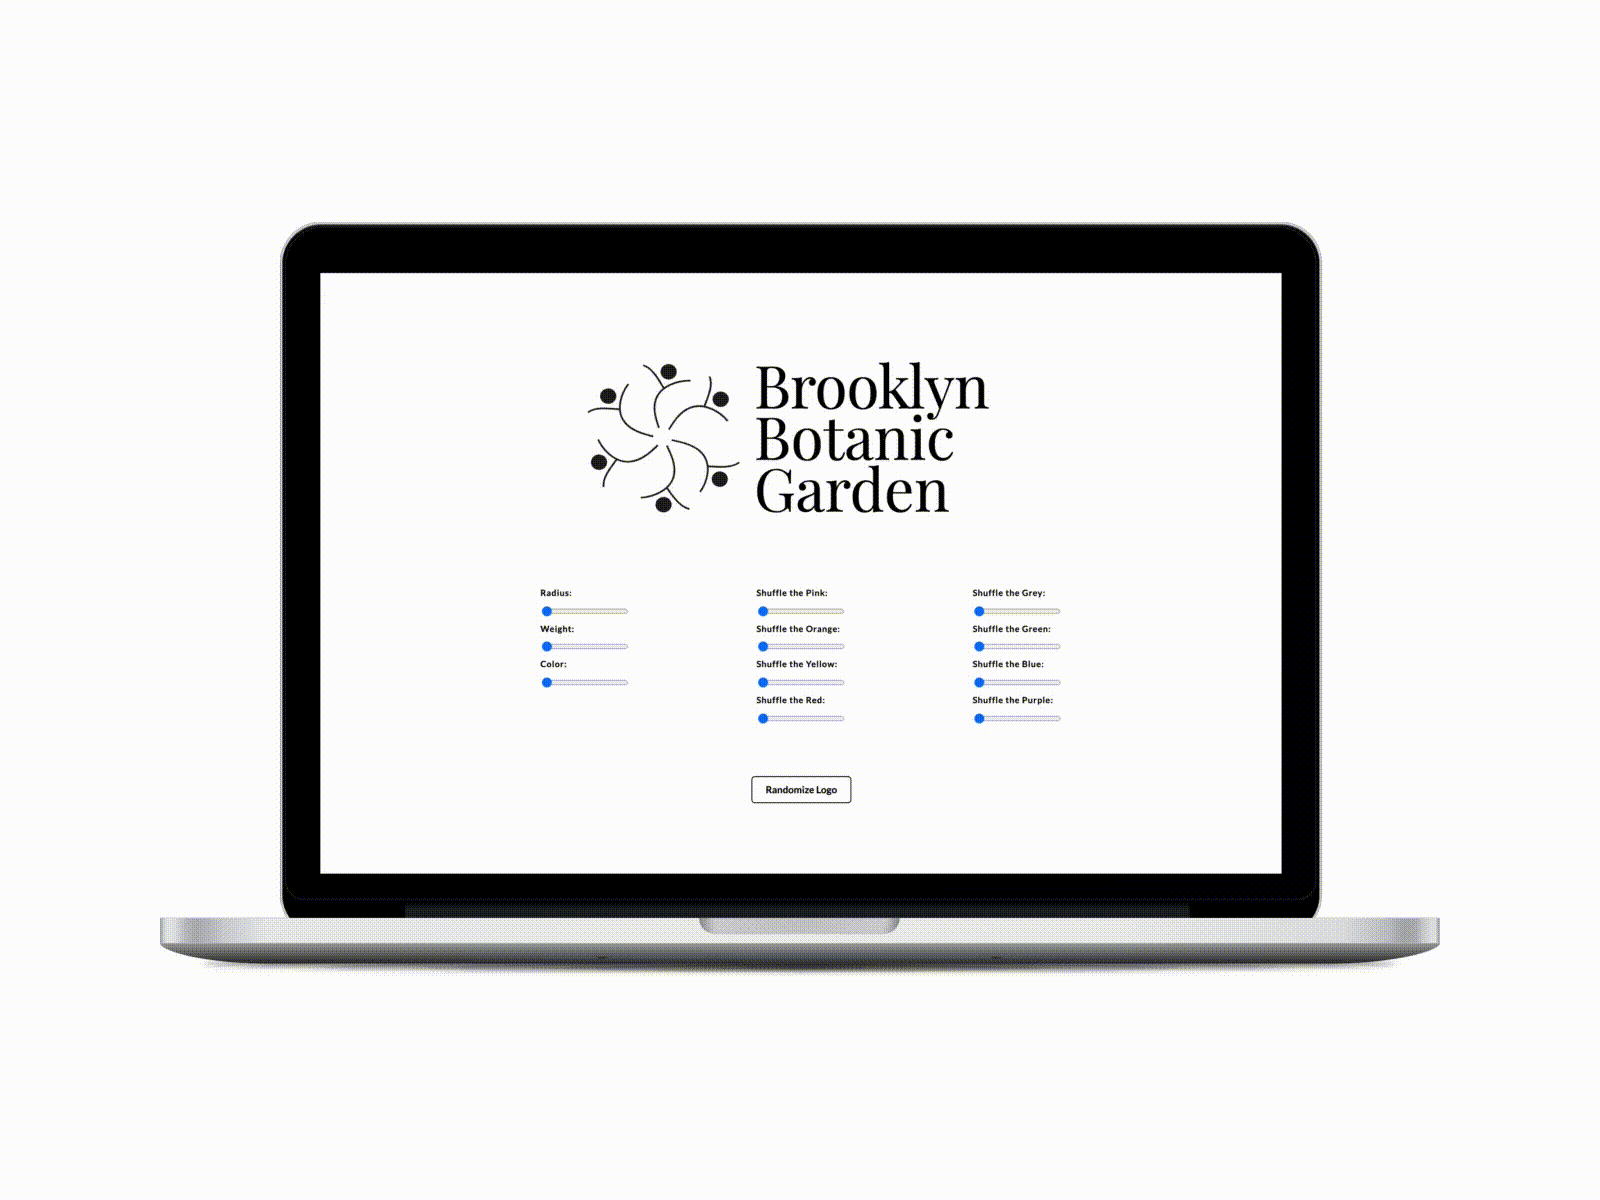 Brooklyn
Botanic
Garden
Radius:
Weight:
Color:
Shuffle the Pink:
Shuffle the Orange:
Shuffle the Yellow:
Shuffle the Red:
Shuffle the Grey:
Shuffle the Green:
Shuffle the Blue:
Shuffle the Purple:
Randomize Logo